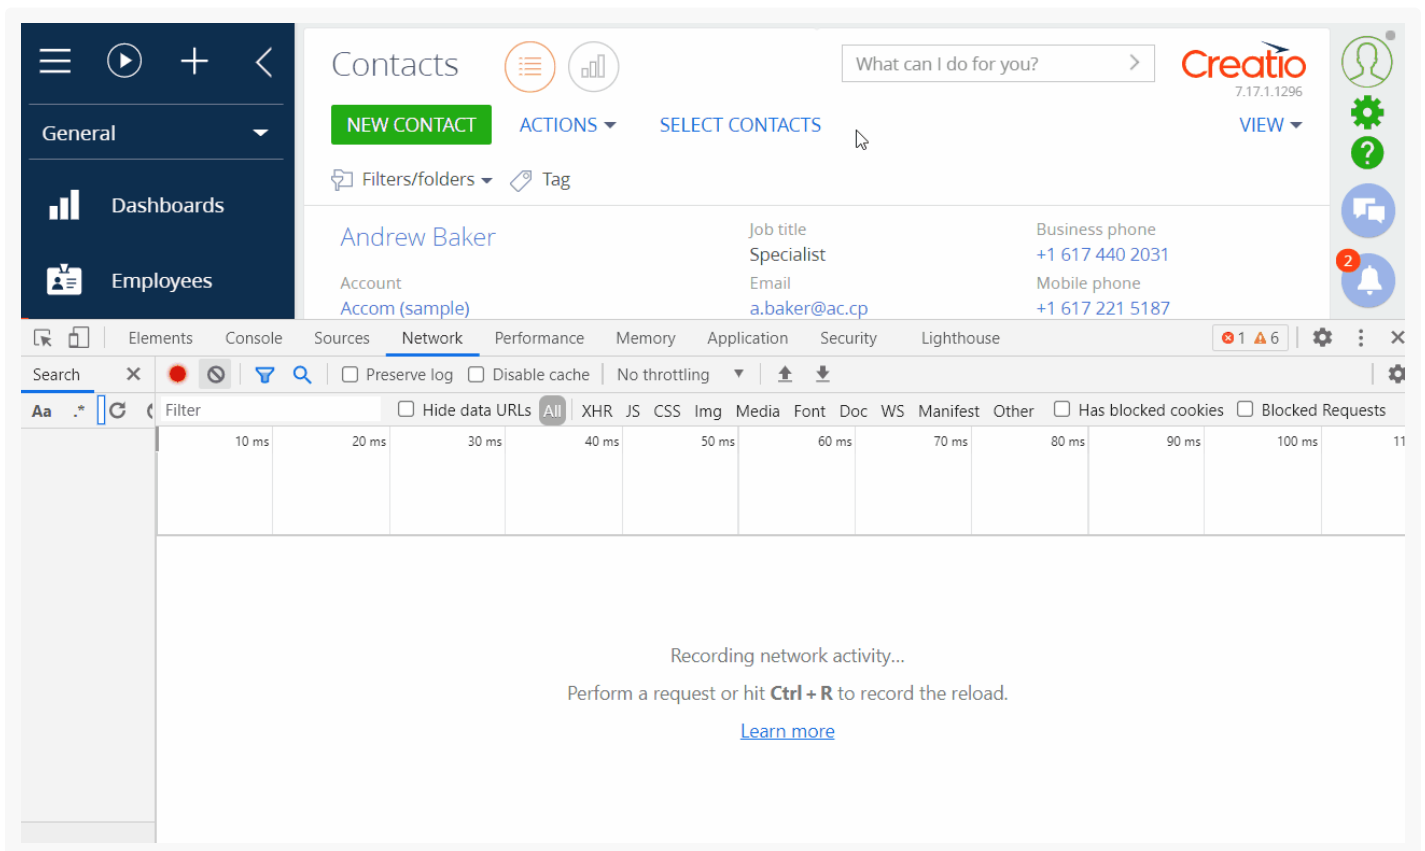 Contacts
What can I do for you?
Creatio
7.17.1.1296
General
NEW CONTACT
ACTIONS
SELECT CONTACTS
VIEW
?
Filters/folders
Tag
Dashboards
Andrew Baker
Job title
Business phone
Specialist
+1 617 440 2031
2
Employees
Account
Email
Mobile phone
Accom (sample)
a.baker@ac.cp
+1 617 221 5187
Elements Console Sources Network Performance Memory Application Security Lighthouse 1 6
Search Preserve log Disable cache No throttling
Aa .* Filter Hide data URLs All XHR JS CSS Img Media Font Doc WS Manifest Other Has blocked cookies Blocked Requests
10 ms 20 ms 30 ms 40 ms 50 ms 60 ms 70 ms 80 ms 90 ms 100 ms 11
Recording network activity...
Perform a request or hit Ctrl + R to record the reload.
Learn more